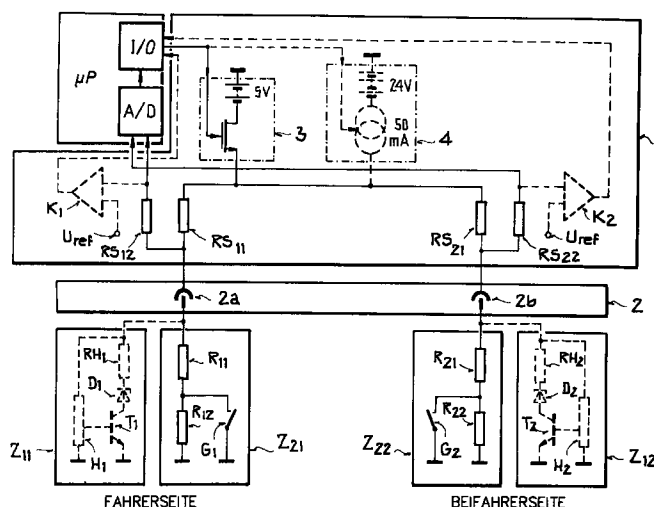 I/O
µP
A/D
9V
3
24V
50
mA
4
K1
Uref
RS12
RS11
RS21
RS22
K2
Uref
2a
2b
2
RH1
D1
T1
H1
Z11
R11
R12
G1
Z21
R21
R22
G2
Z22
RH2
D2
T2
H2
Z12
FAHRERSEITE
BEIFAHRERSEITE